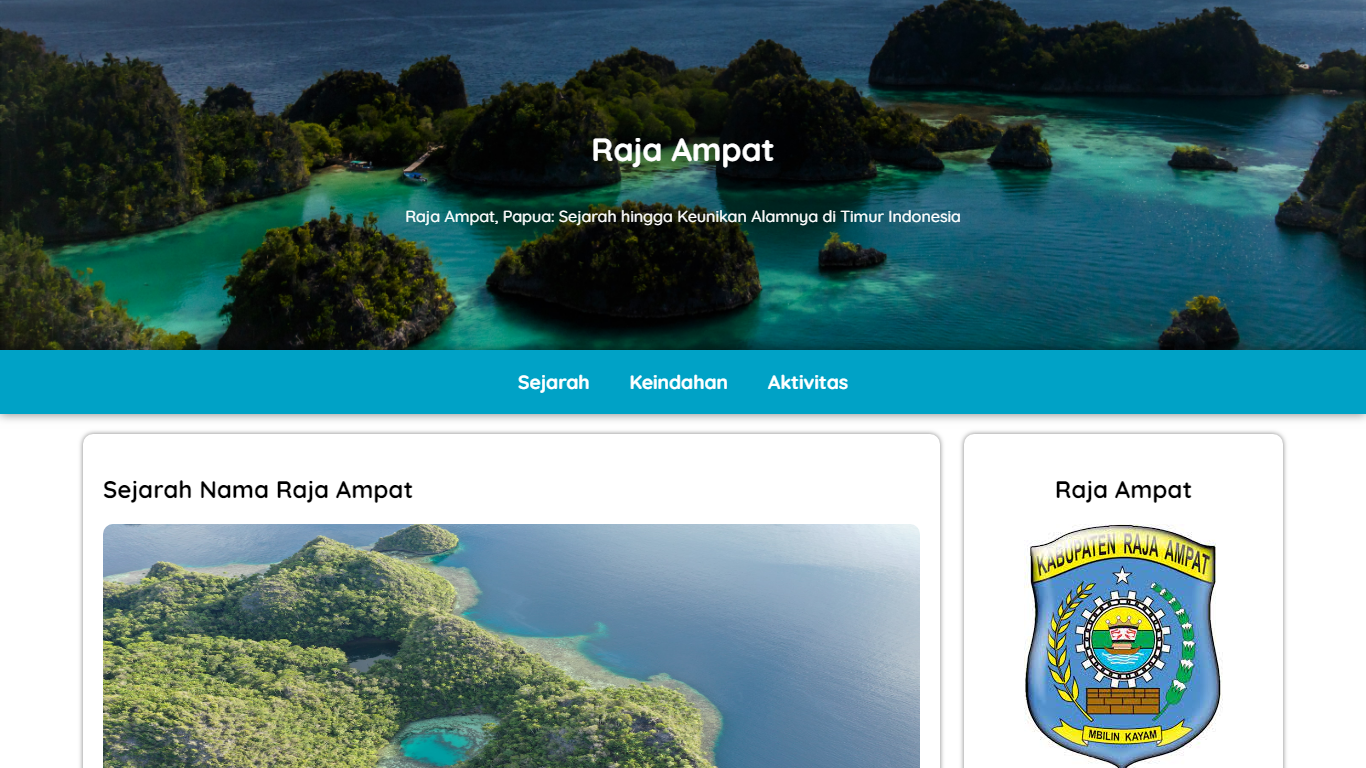 Raja Ampat
Raja Ampat, Papua: Sejarah hingga Keunikan Alamnya di Timur Indonesia
Sejarah Keindahan Aktivitas
Sejarah Nama Raja Ampat
Raja Ampat
KABUPATEN RAJA AMPAT
MBILIN KAYAM